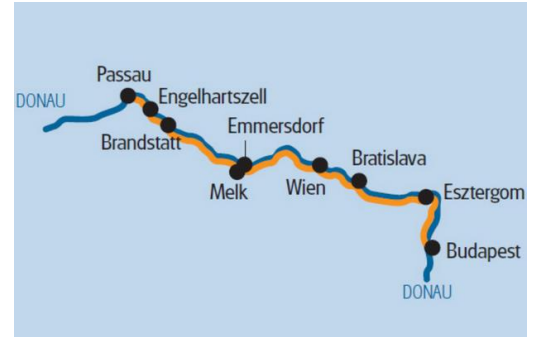 Passau
DONAU
Engelhartszell
Brandstatt
Emmersdorf
Melk
Wien
Bratislava
Esztergom
Budapest
DONAU